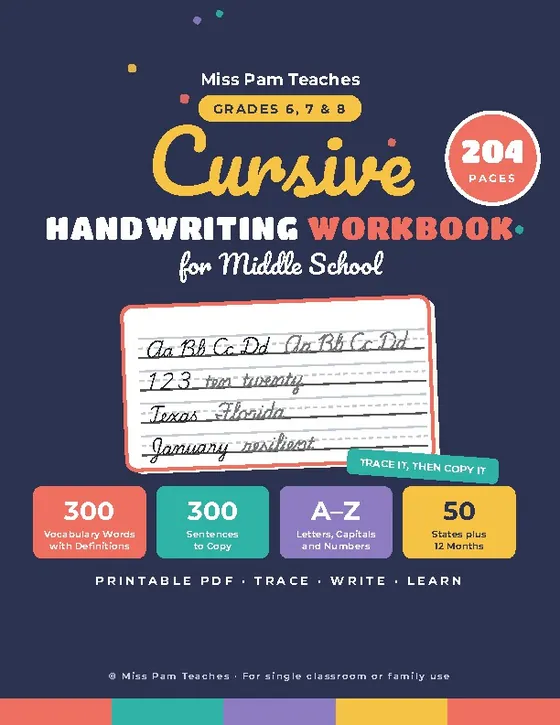 Miss Pam Teaches
GRADES 6, 7 & 8
Cursive
204
PAGES
HANDWRITING WORKBOOK
for Middle School
Aa Bb Cc Dd Aa Bb Cc Dd
1 2 3 ten twenty
Texas Florida
January resilient
TRACE IT, THEN COPY IT
300
Vocabulary Words
with Definitions
300
Sentences
to Copy
A–Z
Letters, Capitals
and Numbers
50
States plus
12 Months
PRINTABLE PDF · TRACE · WRITE · LEARN
© Miss Pam Teaches · For single classroom or family use